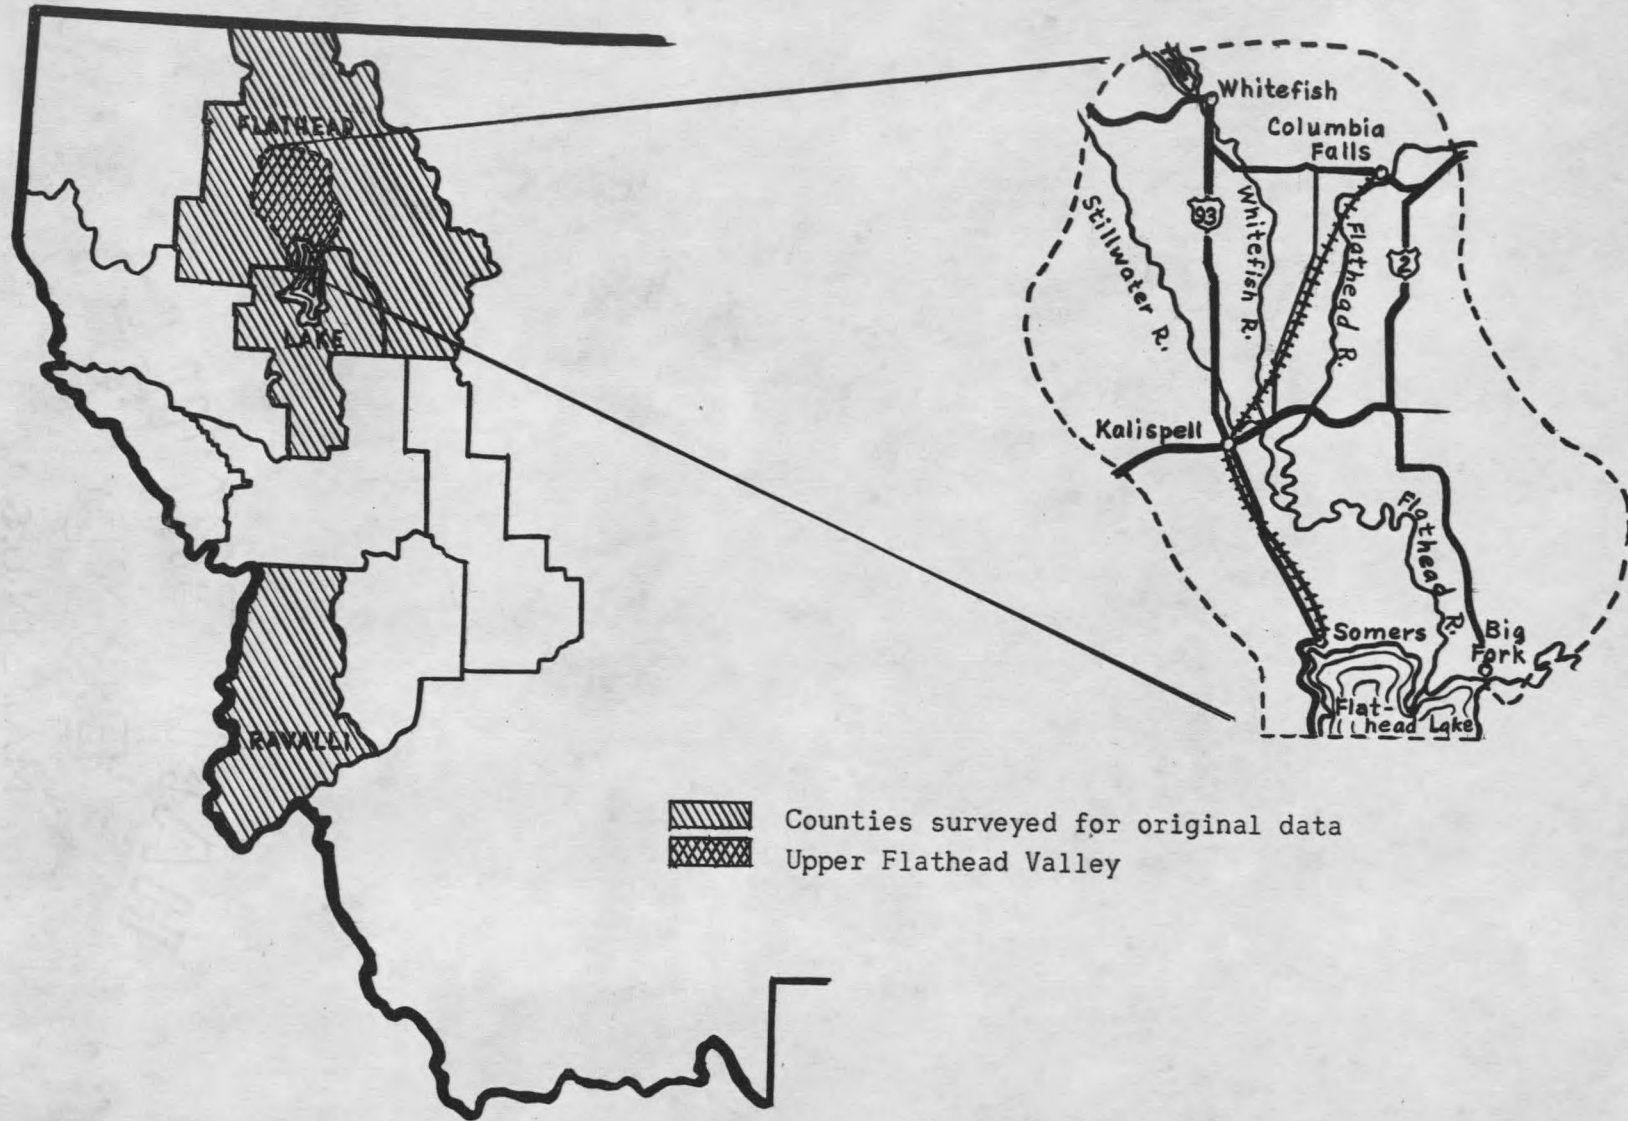 FLATHEAD
LAKE
RAVALLI
Whitefish
Columbia
Falls
Stillwater R.
93
Whitefish R.
Flathead R.
2
Kalispell
Flathead R.
Somers
Big
Fork
Flat-
head Lake
Counties surveyed for original data
Upper Flathead Valley